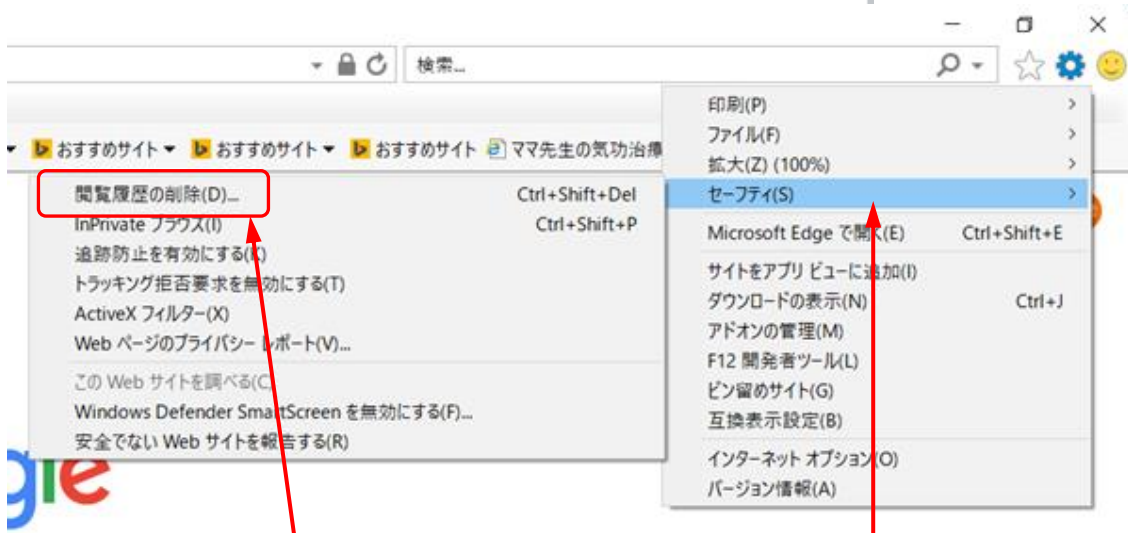 検索...
おすすめサイト おすすめサイト おすすめサイト ママ先生の気功治療
印刷(P)
ファイル(F)
拡大(Z) (100%)
セーフティ(S)
Microsoft Edge で開く(E) Ctrl+Shift+E
サイトをアプリ ビューに追加(I)
ダウンロードの表示(N) Ctrl+J
アドオンの管理(M)
F12 開発者ツール(L)
ピン留めサイト(G)
互換表示設定(B)
インターネット オプション(O)
バージョン情報(A)
閲覧履歴の削除(D)... Ctrl+Shift+Del
InPrivate ブラウズ(I) Ctrl+Shift+P
追跡防止を有効にする(K)
トラッキング拒否要求を無効にする(T)
ActiveX フィルター(X)
Web ページのプライバシー レポート(V)...
この Web サイトを調べる(C)
Windows Defender SmartScreen を無効にする(F)...
安全でない Web サイトを報告する(R)
gle